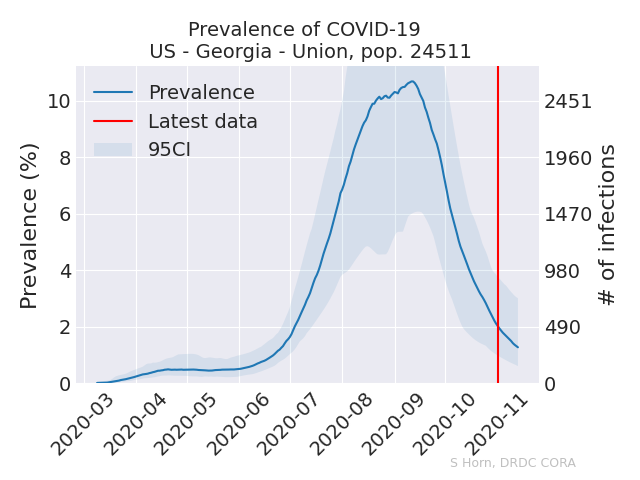 Prevalence of COVID-19
US - Georgia - Union, pop. 24511
Prevalence
Latest data
95CI
Prevalence (%)
10
8
6
4
2
0
2451
1960
1470
980
490
0
# of infections
2020-03
2020-04
2020-05
2020-06
2020-07
2020-08
2020-09
2020-10
2020-11
S Horn, DRDC CORA